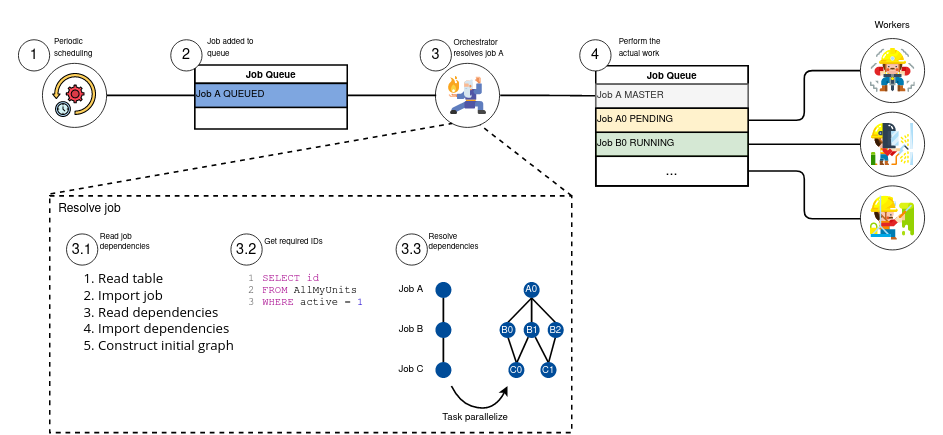 Workers
1
Periodic
scheduling
2
Job added to
queue
Job Queue
Job A QUEUED
3
Orchestrator
resolves job A
4
Perform the
actual work
Job Queue
Job A MASTER
Job A0 PENDING
Job B0 RUNNING
...
Resolve job
3.1
Read job
dependencies
1. Read table
2. Import job
3. Read dependencies
4. Import dependencies
5. Construct initial graph
3.2
Get required IDs
1 SELECT id
2 FROM AllMyUnits
3 WHERE active = 1
3.3
Resolve
dependencies
Job A
A0
Job B
B0 B1 B2
Job C
C0 C1
Task parallelize